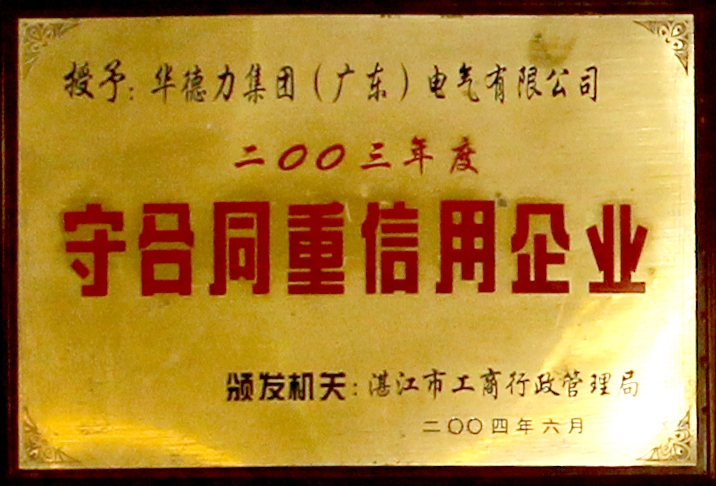 授予：华德力集团（广东）电气有限公司
二〇〇三年度
守合同重信用企业
颁发机关：湛江市工商行政管理局
二〇〇四年六月